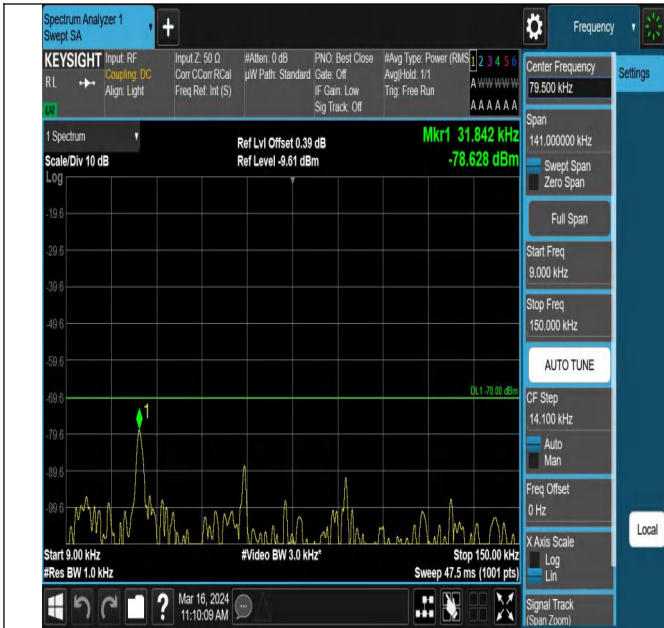 Spectrum Analyzer 1
Swept SA
+
Frequency
KEYSIGHT
RL
LXI
Input: RF
Coupling: DC
Align: Light
Input Z: 50 Ω
Corr CCorr RCal
Freq Ref: Int (S)
#Atten: 0 dB
µW Path: Standard
PNO: Best Close
Gate: Off
IF Gain: Low
Sig Track: Off
#Avg Type: Power (RMS
Avg|Hold: 1/1
Trig: Free Run
1 2 3 4 5 6
A W W W W W
A A A A A A
1 Spectrum
Scale/Div 10 dB
Log
Ref Lvl Offset 0.39 dB
Ref Level -9.61 dBm
Mkr1 31.842 kHz
-78.628 dBm
-19.6
-29.6
-39.6
-49.6
-59.6
-69.6
-79.6
-89.6
-99.6
DL1 -70.00 dBm
1
Start 9.00 kHz
#Res BW 1.0 kHz
#Video BW 3.0 kHz*
Stop 150.00 kHz
Sweep 47.5 ms (1001 pts)
?
Mar 16, 2024
11:10:09 AM
Center Frequency
79.500 kHz
Span
141.000000 kHz
Swept Span
Zero Span
Full Span
Start Freq
9.000 kHz
Stop Freq
150.000 kHz
AUTO TUNE
CF Step
14.100 kHz
Auto
Man
Freq Offset
0 Hz
X Axis Scale
Log
Lin
Signal Track
(Span Zoom)
Settings
Local